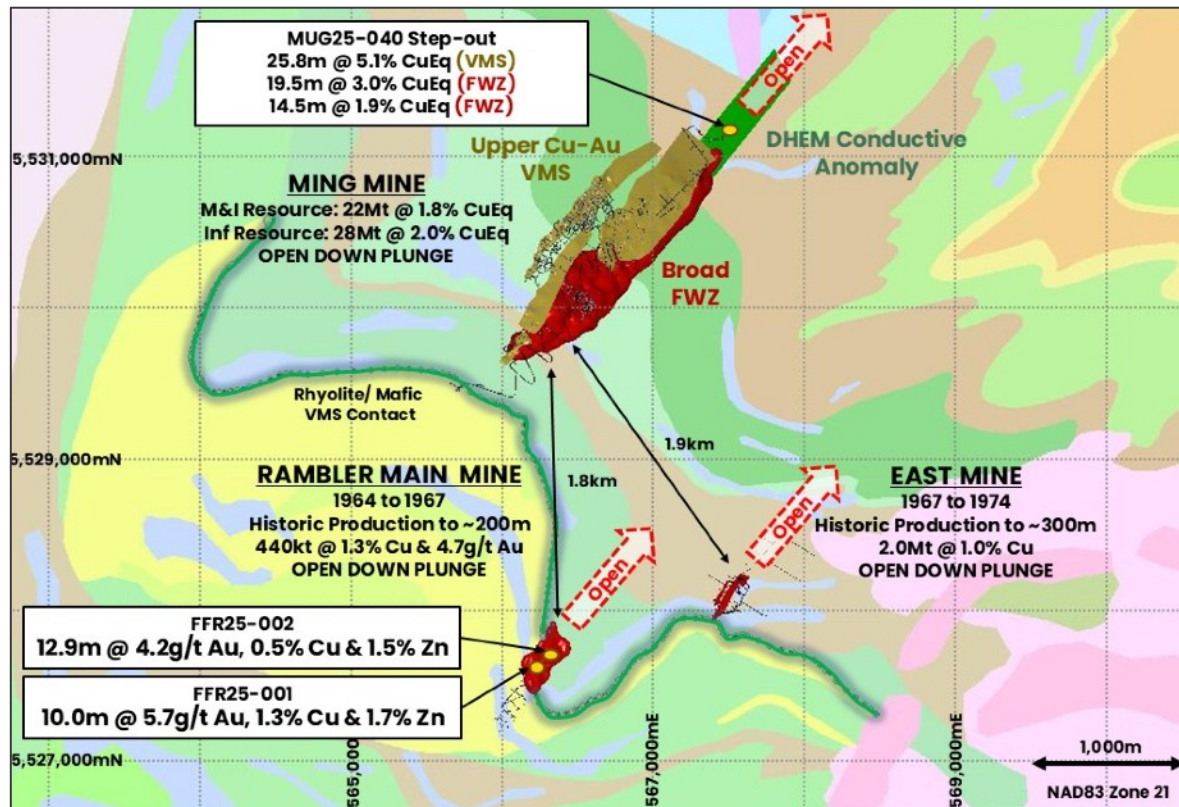 MUG25-040 Step-out
25.8m @ 5.1% CuEq (VMS)
19.5m @ 3.0% CuEq (FWZ)
14.5m @ 1.9% CuEq (FWZ)
Open
Upper Cu-Au
VMS
DHEM Conductive
Anomaly
5,531,000mN
MING MINE
M&I Resource: 22Mt @ 1.8% CuEq
Inf Resource: 28Mt @ 2.0% CuEq
OPEN DOWN PLUNGE
Broad
FWZ
Rhyolite/ Mafic
VMS Contact
5,529,000mN
1.9km
1.8km
RAMBLER MAIN MINE
1964 to 1967
Historic Production to ~200m
440kt @ 1.3% Cu & 4.7g/t Au
OPEN DOWN PLUNGE
Open
EAST MINE
1967 to 1974
Historic Production to ~300m
2.0Mt @ 1.0% Cu
OPEN DOWN PLUNGE
Open
FFR25-002
12.9m @ 4.2g/t Au, 0.5% Cu & 1.5% Zn
FFR25-001
10.0m @ 5.7g/t Au, 1.3% Cu & 1.7% Zn
5,527,000mN
565,000mE
567,000mE
569,000mE
1,000m
NAD83 Zone 21